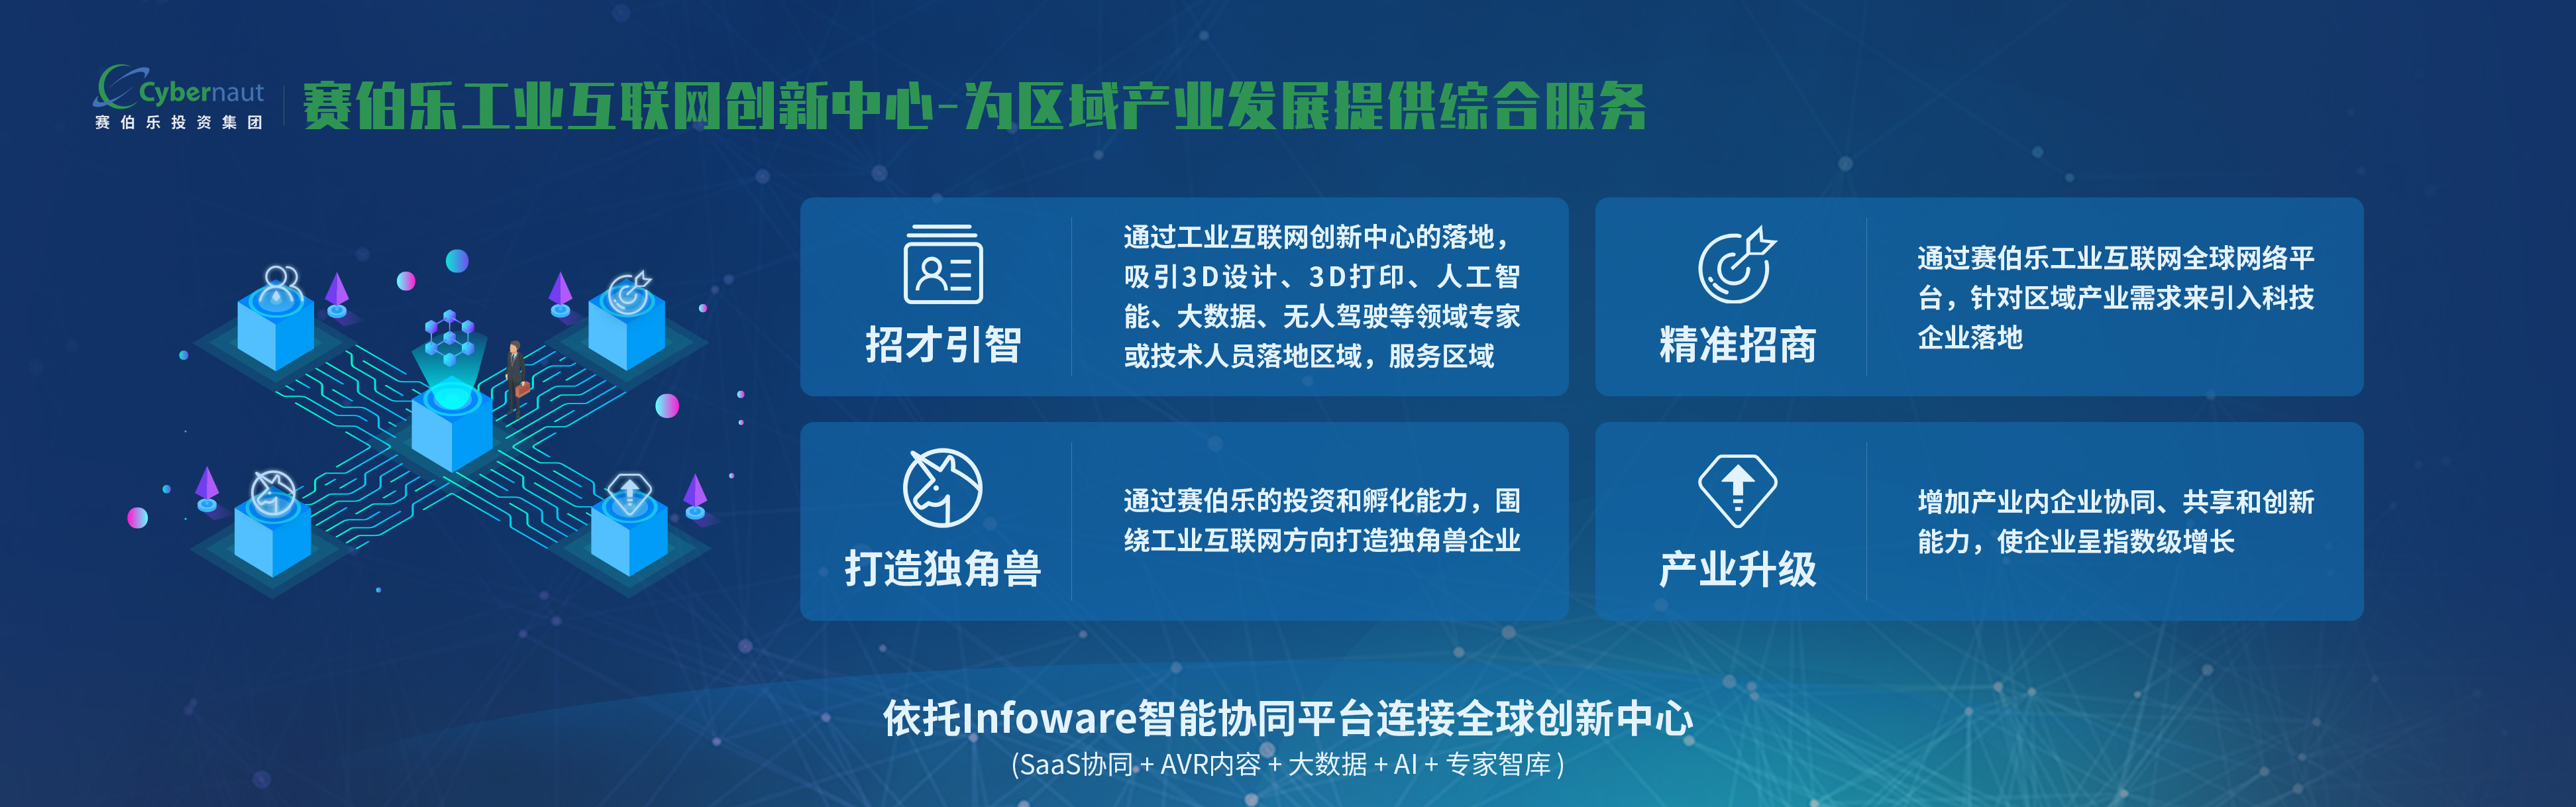 Cybernaut
赛伯乐投资集团
赛伯乐工业互联网创新中心-为区域产业发展提供综合服务
招才引智
通过工业互联网创新中心的落地，
吸引3D设计、3D打印、人工智
能、大数据、无人驾驶等领域专家
或技术人员落地区域，服务区域
精准招商
通过赛伯乐工业互联网全球网络平
台，针对区域产业需求来引入科技
企业落地
打造独角兽
通过赛伯乐的投资和孵化能力，围
绕工业互联网方向打造独角兽企业
产业升级
增加产业内企业协同、共享和创新
能力，使企业呈指数级增长
依托Infoware智能协同平台连接全球创新中心
(SaaS协同 + AVR内容 + 大数据 + AI + 专家智库 )